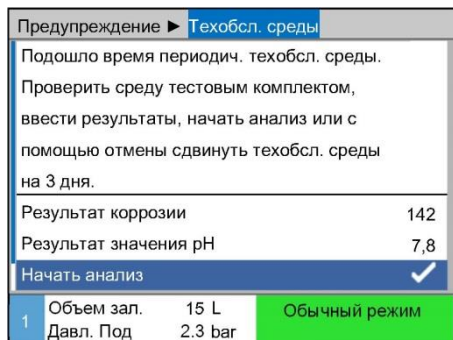 Предупреждение ► Техобсл. среды
Подошло время периодич. техобсл. среды.
Проверить среду тестовым комплектом,
ввести результаты, начать анализ или с
помощью отмены сдвинуть техобсл. среды
на 3 дня.
Результат коррозии 142
Результат значения pH 7,8
Начать анализ ✓
1 Объем зал. 15 L Обычный режим
Давл. Под 2.3 bar